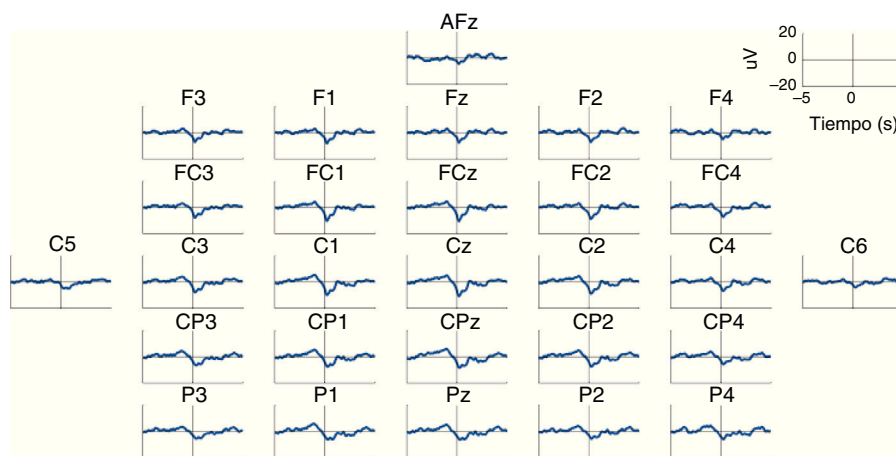 AFz
20
0
−20
uV
−5
0
Tiempo (s)
F3 F1 Fz F2 F4
FC3 FC1 FCz FC2 FC4
C5 C3 C1 Cz C2 C4 C6
CP3 CP1 CPz CP2 CP4
P3 P1 Pz P2 P4